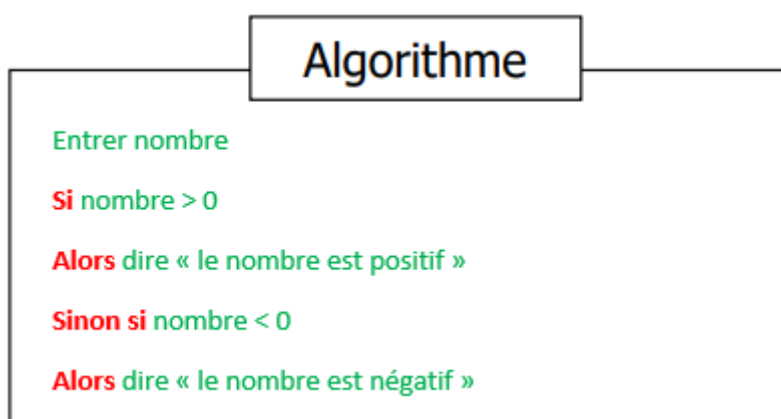 Algorithme
Entrer nombre
Si nombre > 0
Alors dire « le nombre est positif »
Sinon si nombre < 0
Alors dire « le nombre est négatif »